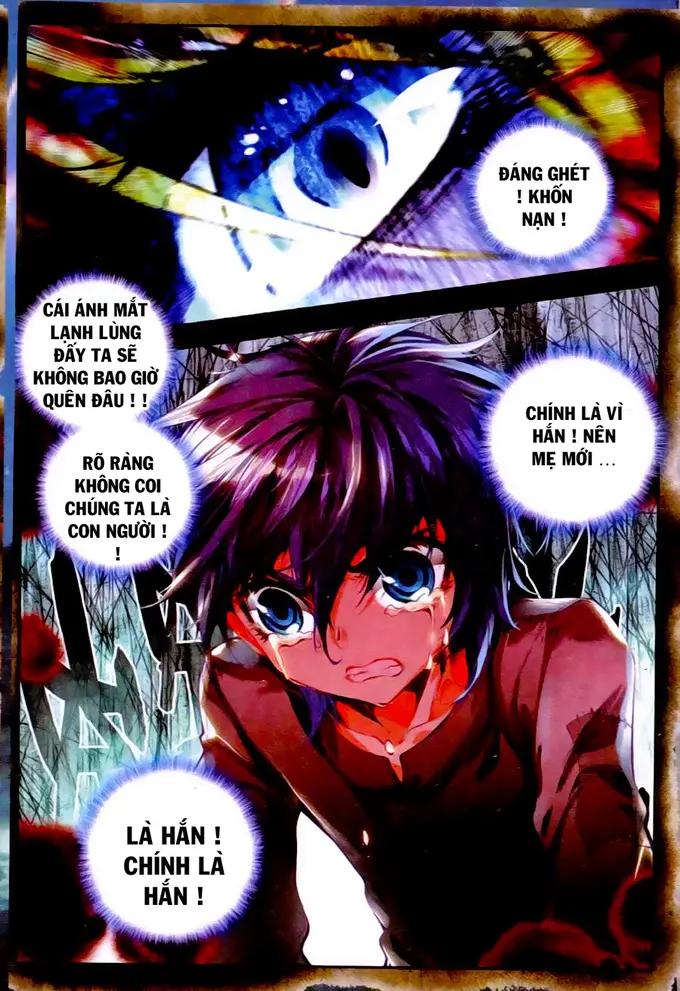 ĐÁNG GHÉT
! KHỐN
NẠN !
CÁI ÁNH MẮT
LẠNH LÙNG
ĐẤY TA SẼ
KHÔNG BAO GIỜ
QUÊN ĐÂU ! !
RÕ RÀNG
KHÔNG COI
CHÚNG TA LÀ
CON NGƯỜI !
!
CHÍNH LÀ VÌ
HẮN ! NÊN
MẸ MỚI ...
LÀ HẮN !
CHÍNH LÀ
HẮN !